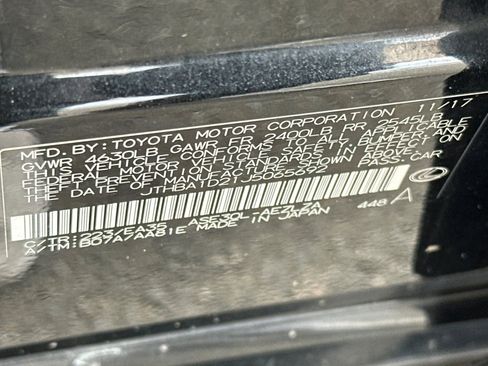 MFD.BY:TOYOTA MOTOR CORPORATION 11/17
GVWR 4630LB GAWR FR 2400LB RR 2545LB
THIS VEHICLE CONFORMS TO ALL APPLICABLE
FEDERAL MOTOR VEHICLE SAFETY, BUMPER, AND
THEFT PREVENTION STANDARDS IN EFFECT ON
THE DATE OF MANUFACTURE SHOWN ABOVE.
JTHBA1D21J5065692 PASS.CAR
C/TR:223/EA20 ASE30L-AEZLZA
A/TM:B07A/AA81E MADE IN JAPAN 448 A